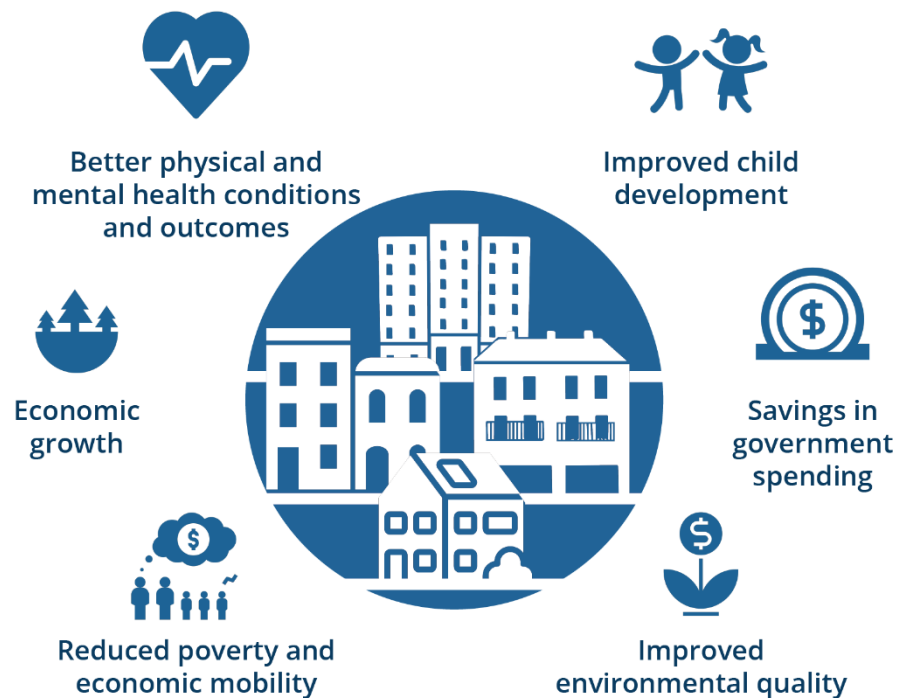 Better physical and
mental health conditions
and outcomes
Improved child
development
$
Economic
growth
Savings in
government
spending
$
$
Reduced poverty and
economic mobility
Improved
environmental quality